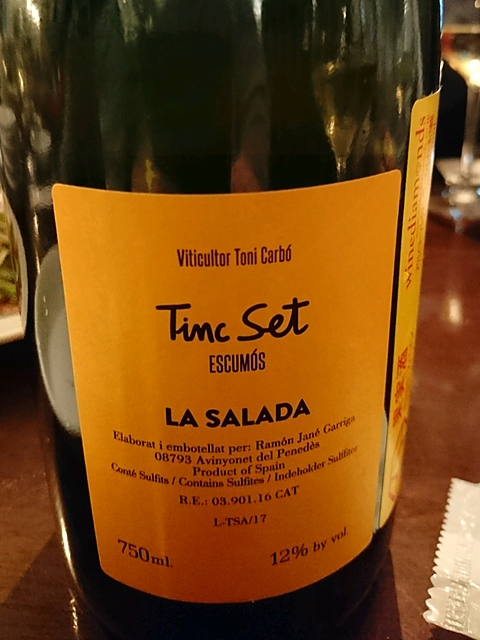 Viticultor Toni Carbó
Tinc Set
ESCUMÓS
LA SALADA
Elaborat i embotellat per: Ramón Jané Garriga
08793 Avinyonet del Penedès
Product of Spain
Conté Sulfits / Contains Sulfites / Indeholder Sulfitter
R.E.: 03.901.16 CAT
L-TSA/17
750ml.
12% by vol.
winediamonds